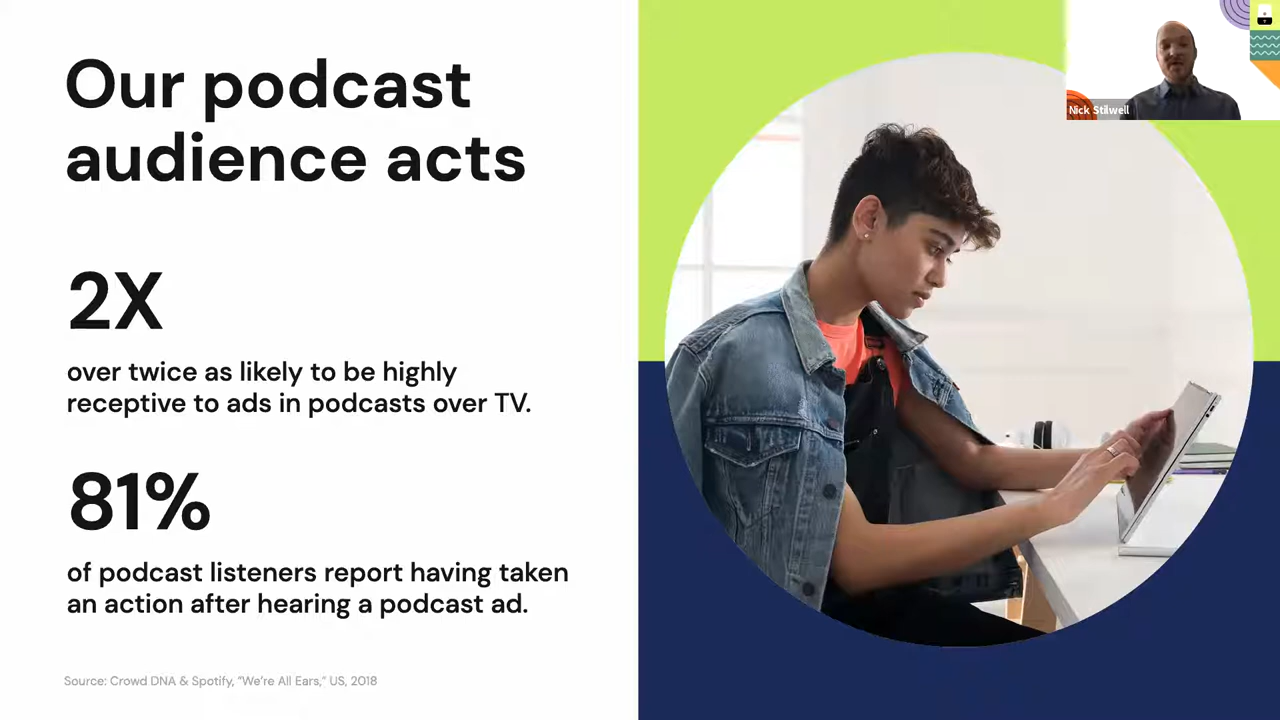 Our podcast
audience acts
2X
over twice as likely to be highly
receptive to ads in podcasts over TV.
81%
of podcast listeners report having taken
an action after hearing a podcast ad.
Source: Crowd DNA & Spotify, “We’re All Ears,” US, 2018
Nick Stilwell